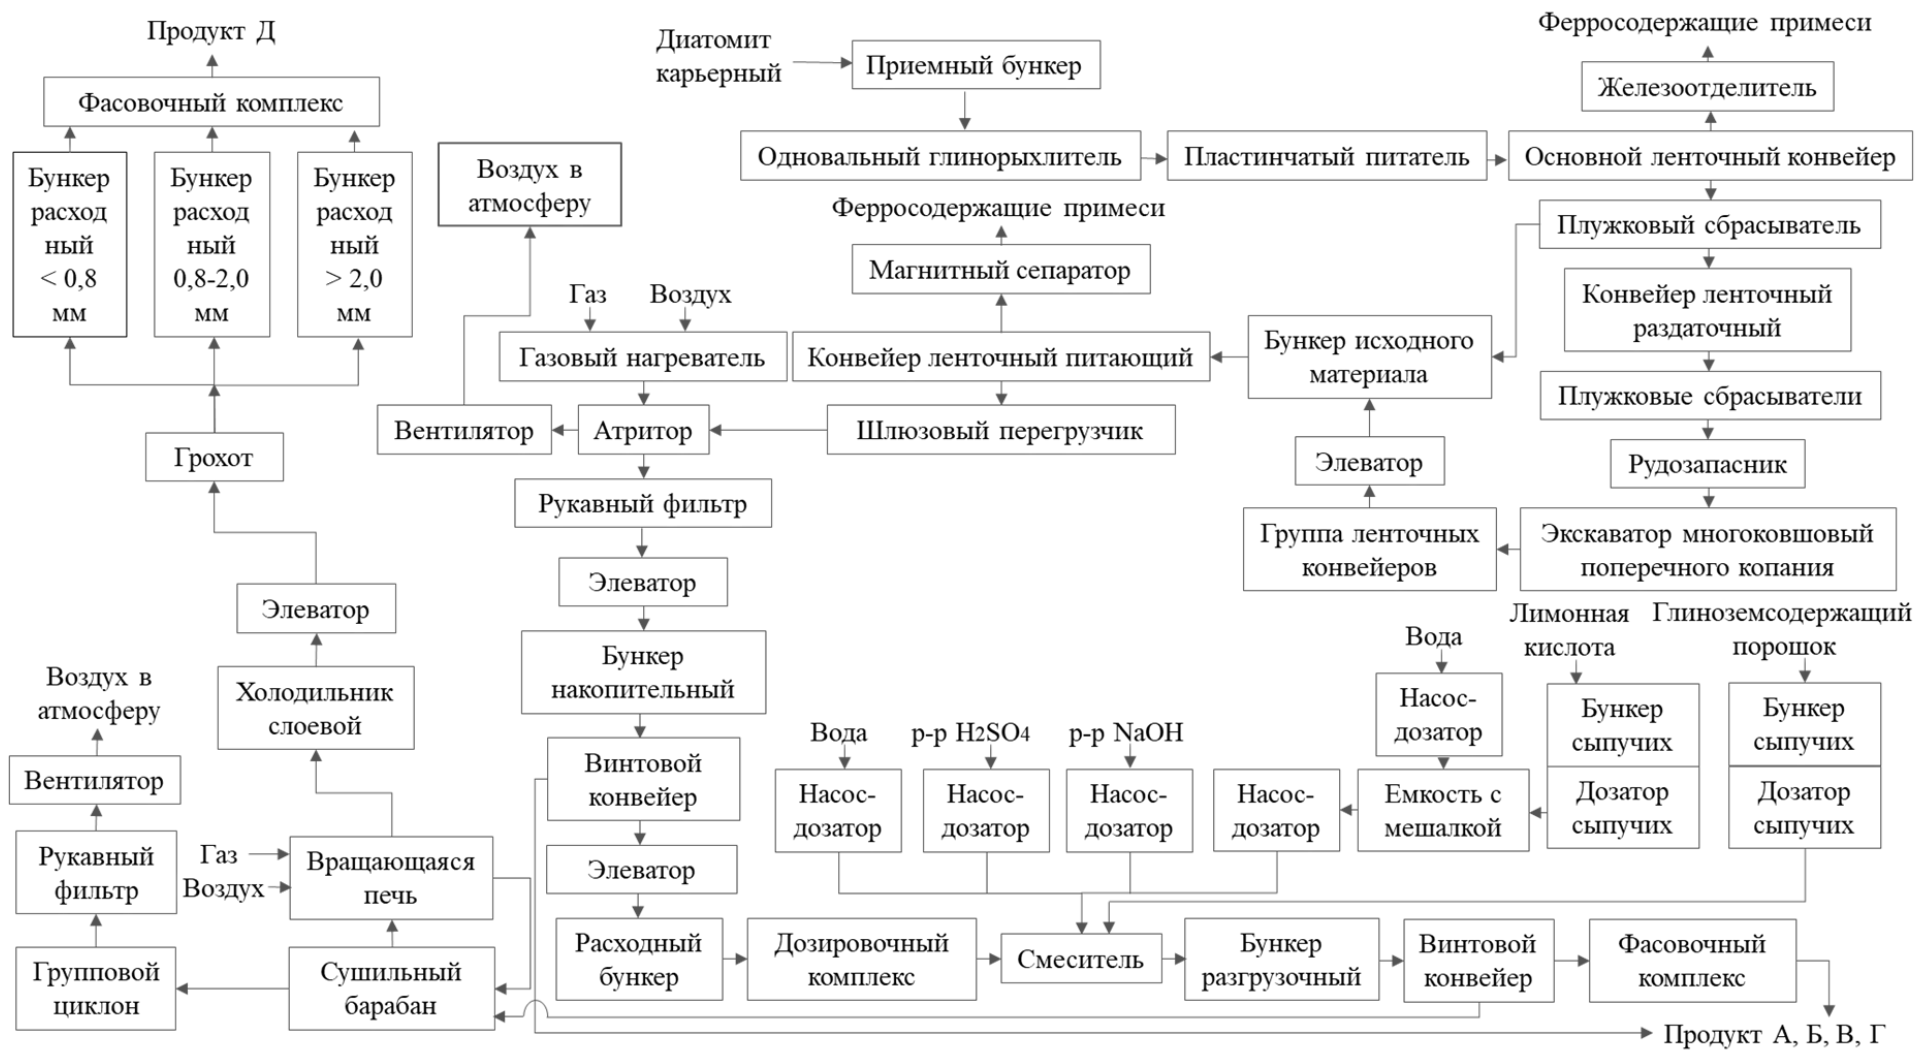 Продукт Д
Фасовочный комплекс
Бункер
расход
ный
< 0,8
мм
Бункер
расход
ный
0,8-2,0
мм
Бункер
расход
ный
> 2,0
мм
Грохот
Элеватор
Холодильник
слоевой
Воздух в
атмосферу
Вентилятор
Рукавный
фильтр
Групповой
циклон
Газ
Воздух
Вращающаяся
печь
Сушильный
барабан
Диатомит
карьерный
Приемный бункер
Одновальный глинорыхлитель
Пластинчатый питатель
Основной ленточный конвейер
Железоотделитель
Ферросодержащие примеси
Плужковый сбрасыватель
Конвейер ленточный
раздаточный
Плужковые сбрасыватели
Рудозапасник
Экскаватор многоковшовый
поперечного копания
Группа ленточных
конвейеров
Элеватор
Бункер исходного
материала
Ферросодержащие примеси
Магнитный сепаратор
Конвейер ленточный питающий
Шлюзовый перегрузчик
Воздух в
атмосферу
Газ
Воздух
Газовый нагреватель
Вентилятор
Атритор
Рукавный фильтр
Элеватор
Бункер
накопительный
Винтовой
конвейер
Элеватор
Расходный
бункер
Дозировочный
комплекс
Смеситель
Бункер
разгрузочный
Винтовой
конвейер
Фасовочный
комплекс
Продукт А, Б, В, Г
Вода
Насос-
дозатор
р-р H2SO4
Насос-
дозатор
р-р NaOH
Насос-
дозатор
Насос-
дозатор
Вода
Насос-
дозатор
Емкость с
мешалкой
Лимонная
кислота
Бункер
сыпучих
Дозатор
сыпучих
Глиноземсодержащий
порошок
Бункер
сыпучих
Дозатор
сыпучих